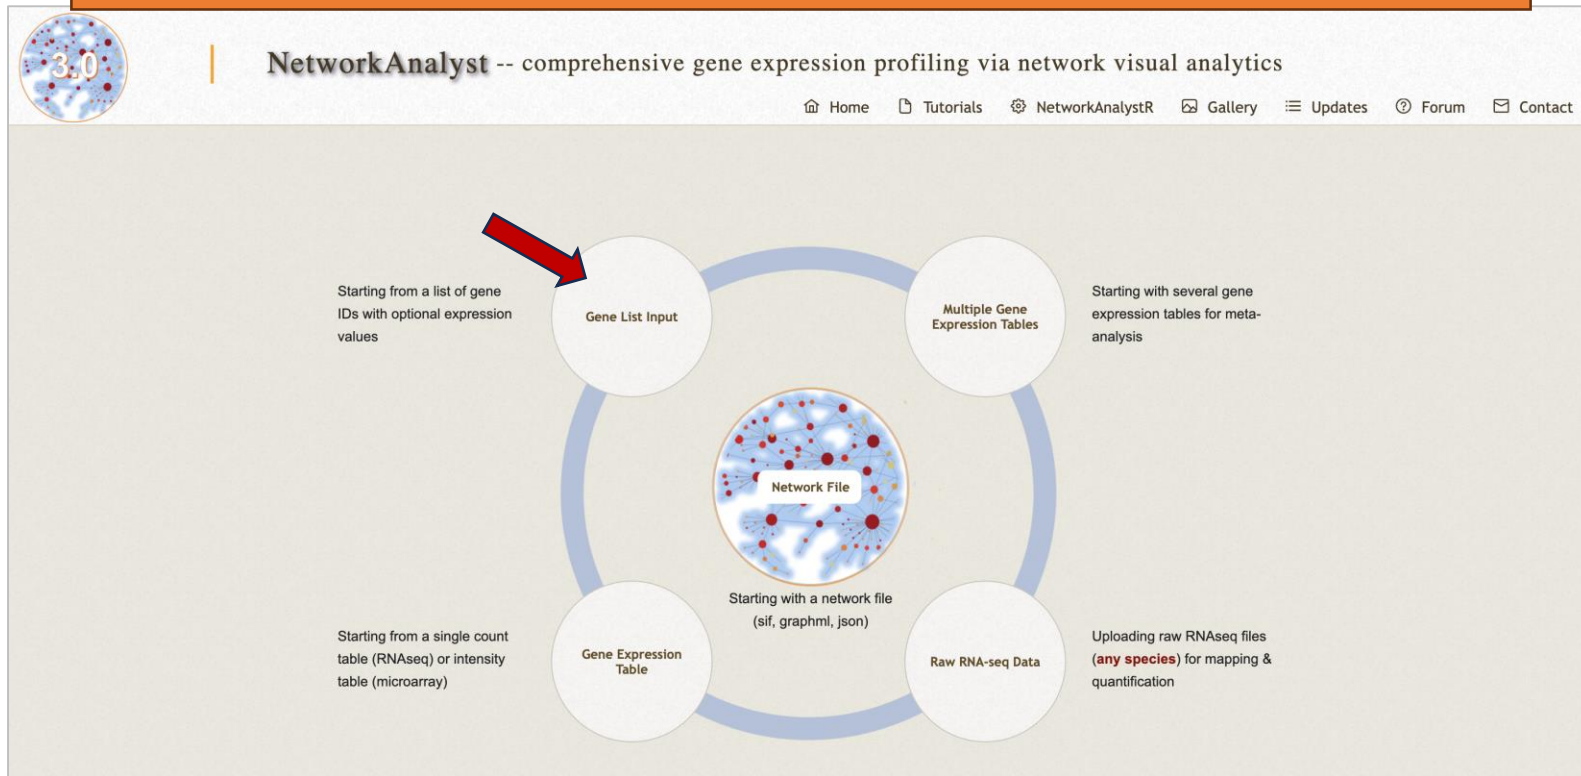 3.0
NetworkAnalyst -- comprehensive gene expression profiling via network visual analytics
Home Tutorials NetworkAnalystR Gallery Updates Forum Contact
Starting from a list of gene
IDs with optional expression
values
Gene List Input
Multiple Gene
Expression Tables
Starting with several gene
expression tables for meta-
analysis
Network File
Starting with a network file
(sif, graphml, json)
Starting from a single count
table (RNAseq) or intensity
table (microarray)
Gene Expression
Table
Raw RNA-seq Data
Uploading raw RNAseq files
(any species) for mapping &
quantification